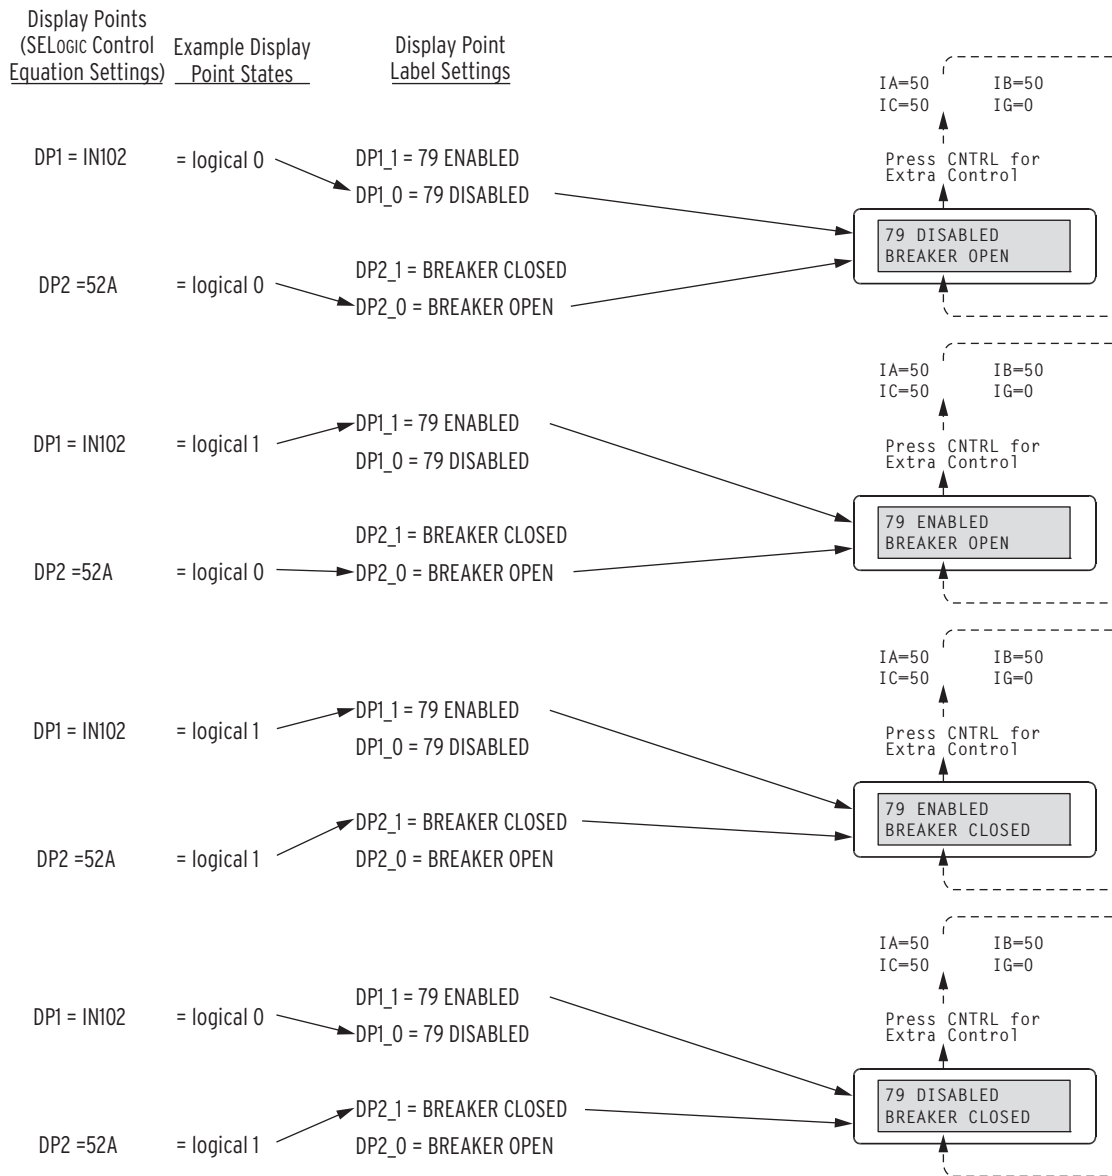 Display Points
(SELOGIC Control
Equation Settings)
Example Display
Point States
Display Point
Label Settings
IA=50 IB=50
IC=50 IG=0
Press CNTRL for
Extra Control
DP1 = IN102 = logical 0
DP1_1 = 79 ENABLED
DP1_0 = 79 DISABLED
79 DISABLED
BREAKER OPEN
DP2 =52A = logical 0
DP2_1 = BREAKER CLOSED
DP2_0 = BREAKER OPEN
IA=50 IB=50
IC=50 IG=0
Press CNTRL for
Extra Control
DP1 = IN102 = logical 1
DP1_1 = 79 ENABLED
DP1_0 = 79 DISABLED
79 ENABLED
BREAKER OPEN
DP2 =52A = logical 0
DP2_1 = BREAKER CLOSED
DP2_0 = BREAKER OPEN
IA=50 IB=50
IC=50 IG=0
Press CNTRL for
Extra Control
DP1 = IN102 = logical 1
DP1_1 = 79 ENABLED
DP1_0 = 79 DISABLED
79 ENABLED
BREAKER CLOSED
DP2 =52A = logical 1
DP2_1 = BREAKER CLOSED
DP2_0 = BREAKER OPEN
IA=50 IB=50
IC=50 IG=0
Press CNTRL for
Extra Control
DP1 = IN102 = logical 0
DP1_1 = 79 ENABLED
DP1_0 = 79 DISABLED
79 DISABLED
BREAKER CLOSED
DP2 =52A = logical 1
DP2_1 = BREAKER CLOSED
DP2_0 = BREAKER OPEN